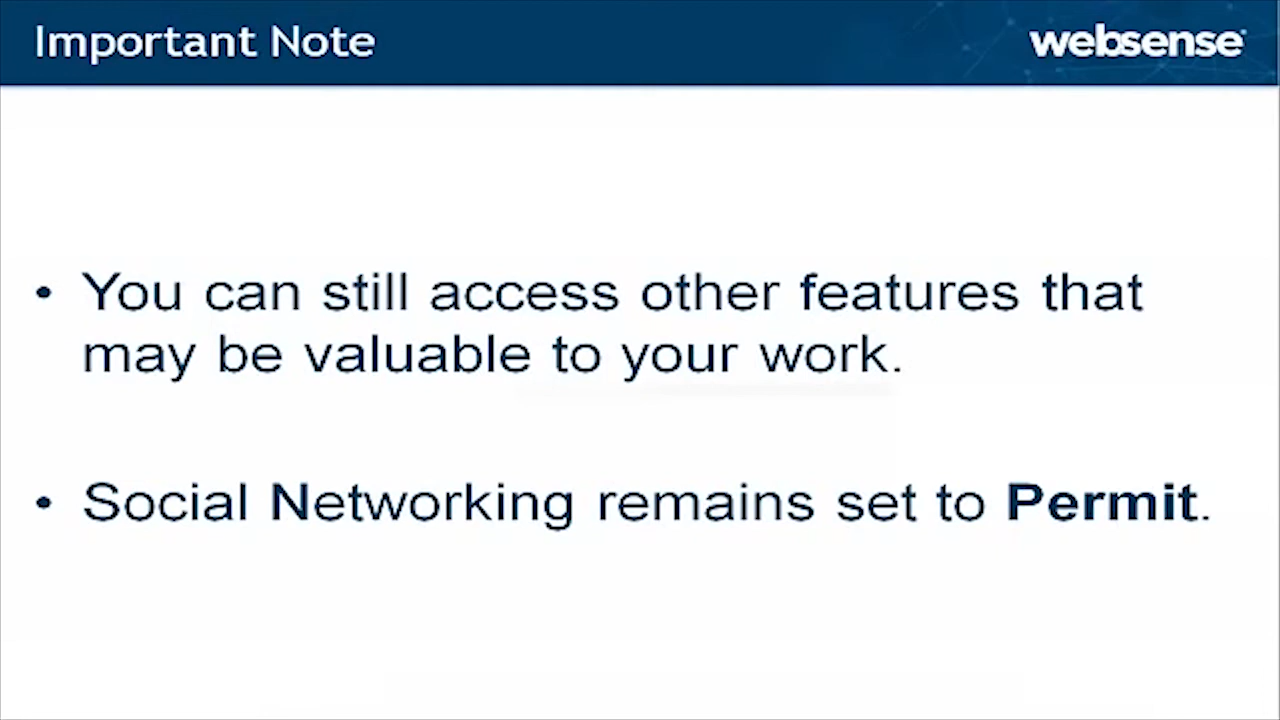 Important Note
websense
• You can still access other features that
may be valuable to your work.
• Social Networking remains set to Permit.